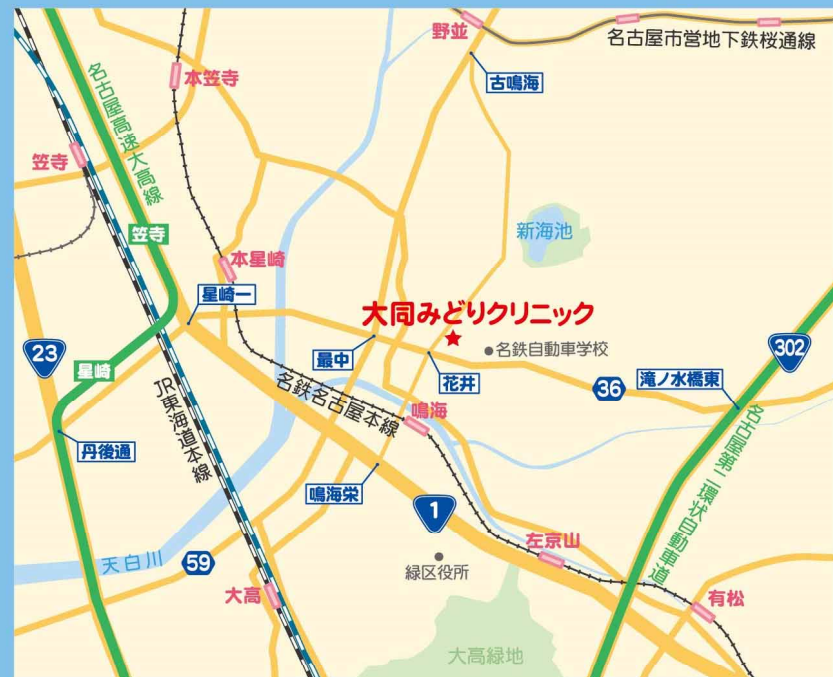 野並
名古屋市営地下鉄桜通線
本笠寺
名古屋高速大高線
古鳴海
笠寺
笠寺
新海池
本星崎
星崎一
大同みどりクリニック
23
最中
名鉄自動車学校
302
星崎
花井
36
滝ノ水橋東
JR東海道本線
名鉄名古屋本線
鳴海
名古屋第二環状自動車道
丹後通
鳴海栄
1
天白川
59
左京山
緑区役所
大高
有松
大高緑地